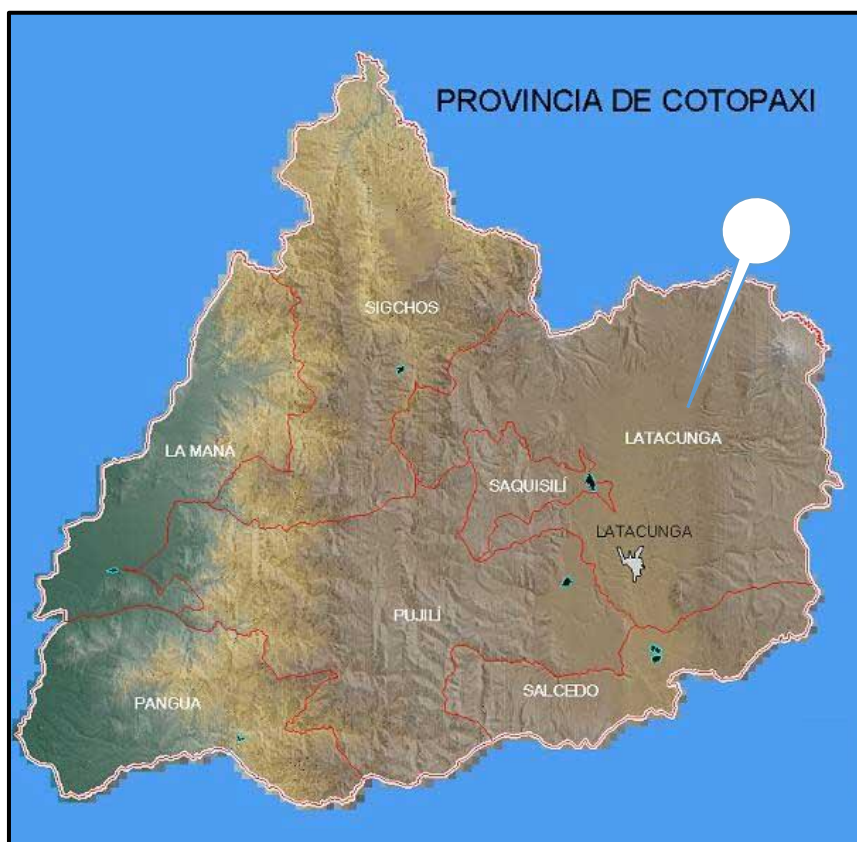 PROVINCIA DE COTOPAXI
SIGCHOS
LA MANÁ
LATACUNGA
SAQUISILÍ
LATACUNGA
PUJILÍ
SALCEDO
PANGUA